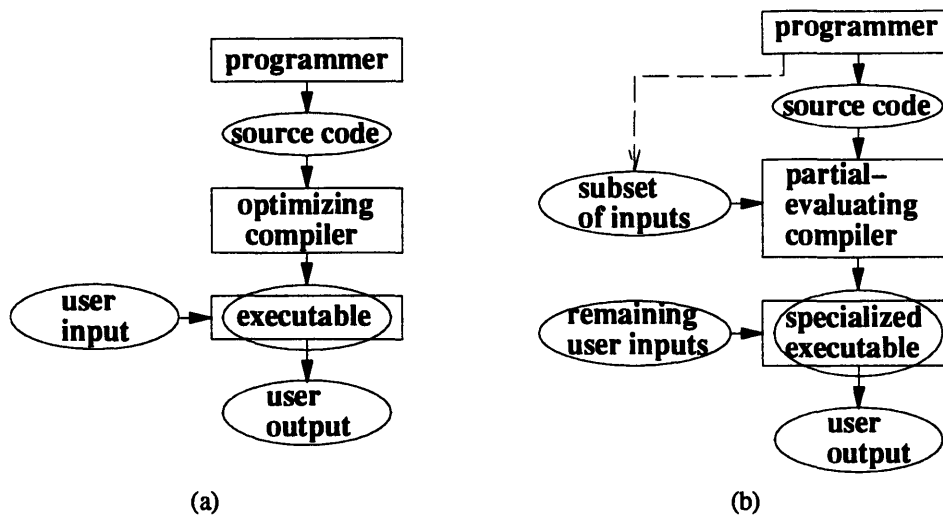 programmer
source code
optimizing
compiler
user
input
executable
user
output
(a)
programmer
source code
subset
of inputs
partial–
evaluating
compiler
remaining
user inputs
specialized
executable
user
output
(b)